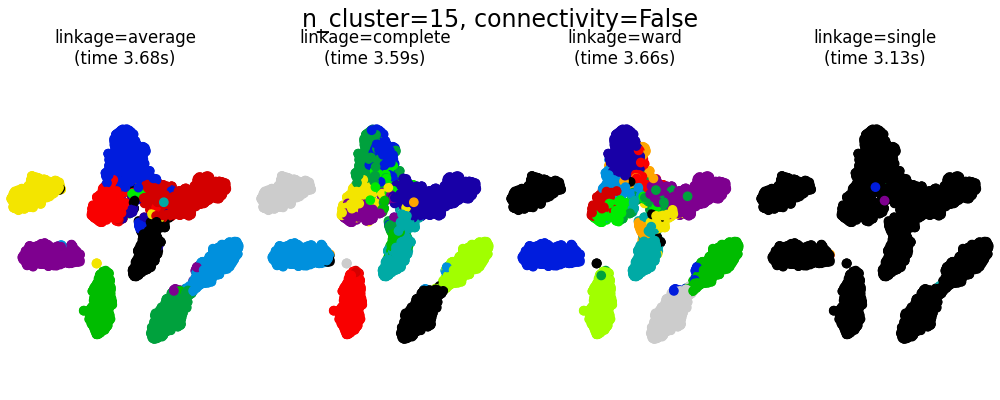 n_cluster=15, connectivity=False
linkage=average
(time 3.68s)
linkage=complete
(time 3.59s)
linkage=ward
(time 3.66s)
linkage=single
(time 3.13s)